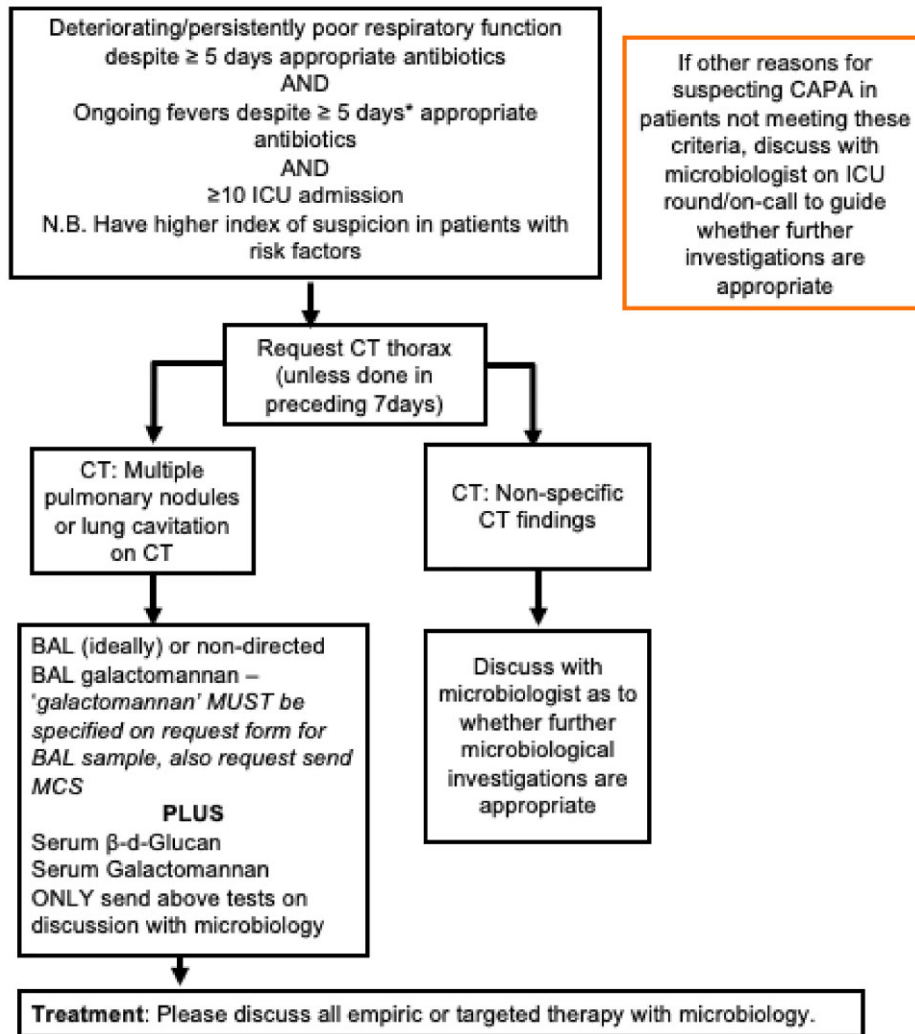 Deteriorating/persistently poor respiratory function
despite ≥ 5 days appropriate antibiotics
AND
Ongoing fevers despite ≥ 5 days* appropriate
antibiotics
AND
≥10 ICU admission
N.B. Have higher index of suspicion in patients with
risk factors
If other reasons for
suspecting CAPA in
patients not meeting these
criteria, discuss with
microbiologist on ICU
round/on-call to guide
whether further
investigations are
appropriate
Request CT thorax
(unless done in
preceding 7days)
CT: Multiple
pulmonary nodules
or lung cavitation
on CT
CT: Non-specific
CT findings
BAL (ideally) or non-directed
BAL galactomannan –
‘galactomannan’ MUST be
specified on request form for
BAL sample, also request send
MCS
PLUS
Serum β-d-Glucan
Serum Galactomannan
ONLY send above tests on
discussion with microbiology
Discuss with
microbiologist as to
whether further
microbiological
investigations are
appropriate
Treatment: Please discuss all empiric or targeted therapy with microbiology.